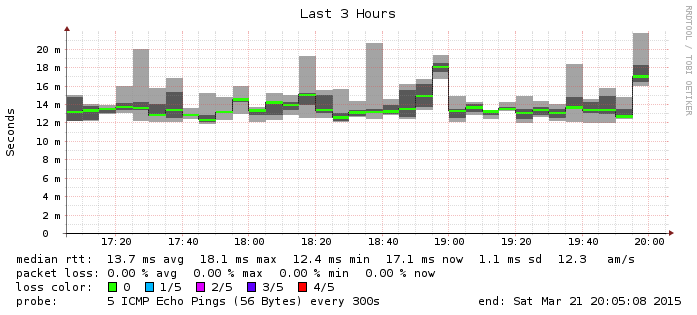 Last 3 Hours
RRDTOOL / TOBI OETIKER
Seconds
20 m
18 m
16 m
14 m
12 m
10 m
8 m
6 m
4 m
2 m
0
17:20 17:40 18:00 18:20 18:40 19:00 19:20 19:40 20:00
median rtt: 13.7 ms avg 18.1 ms max 12.4 ms min 17.1 ms now 1.1 ms sd 12.3 am/s
packet loss: 0.00 % avg 0.00 % max 0.00 % min 0.00 % now
loss color: 0 1/5 2/5 3/5 4/5
probe: 5 ICMP Echo Pings (56 Bytes) every 300s end: Sat Mar 21 20:05:08 2015